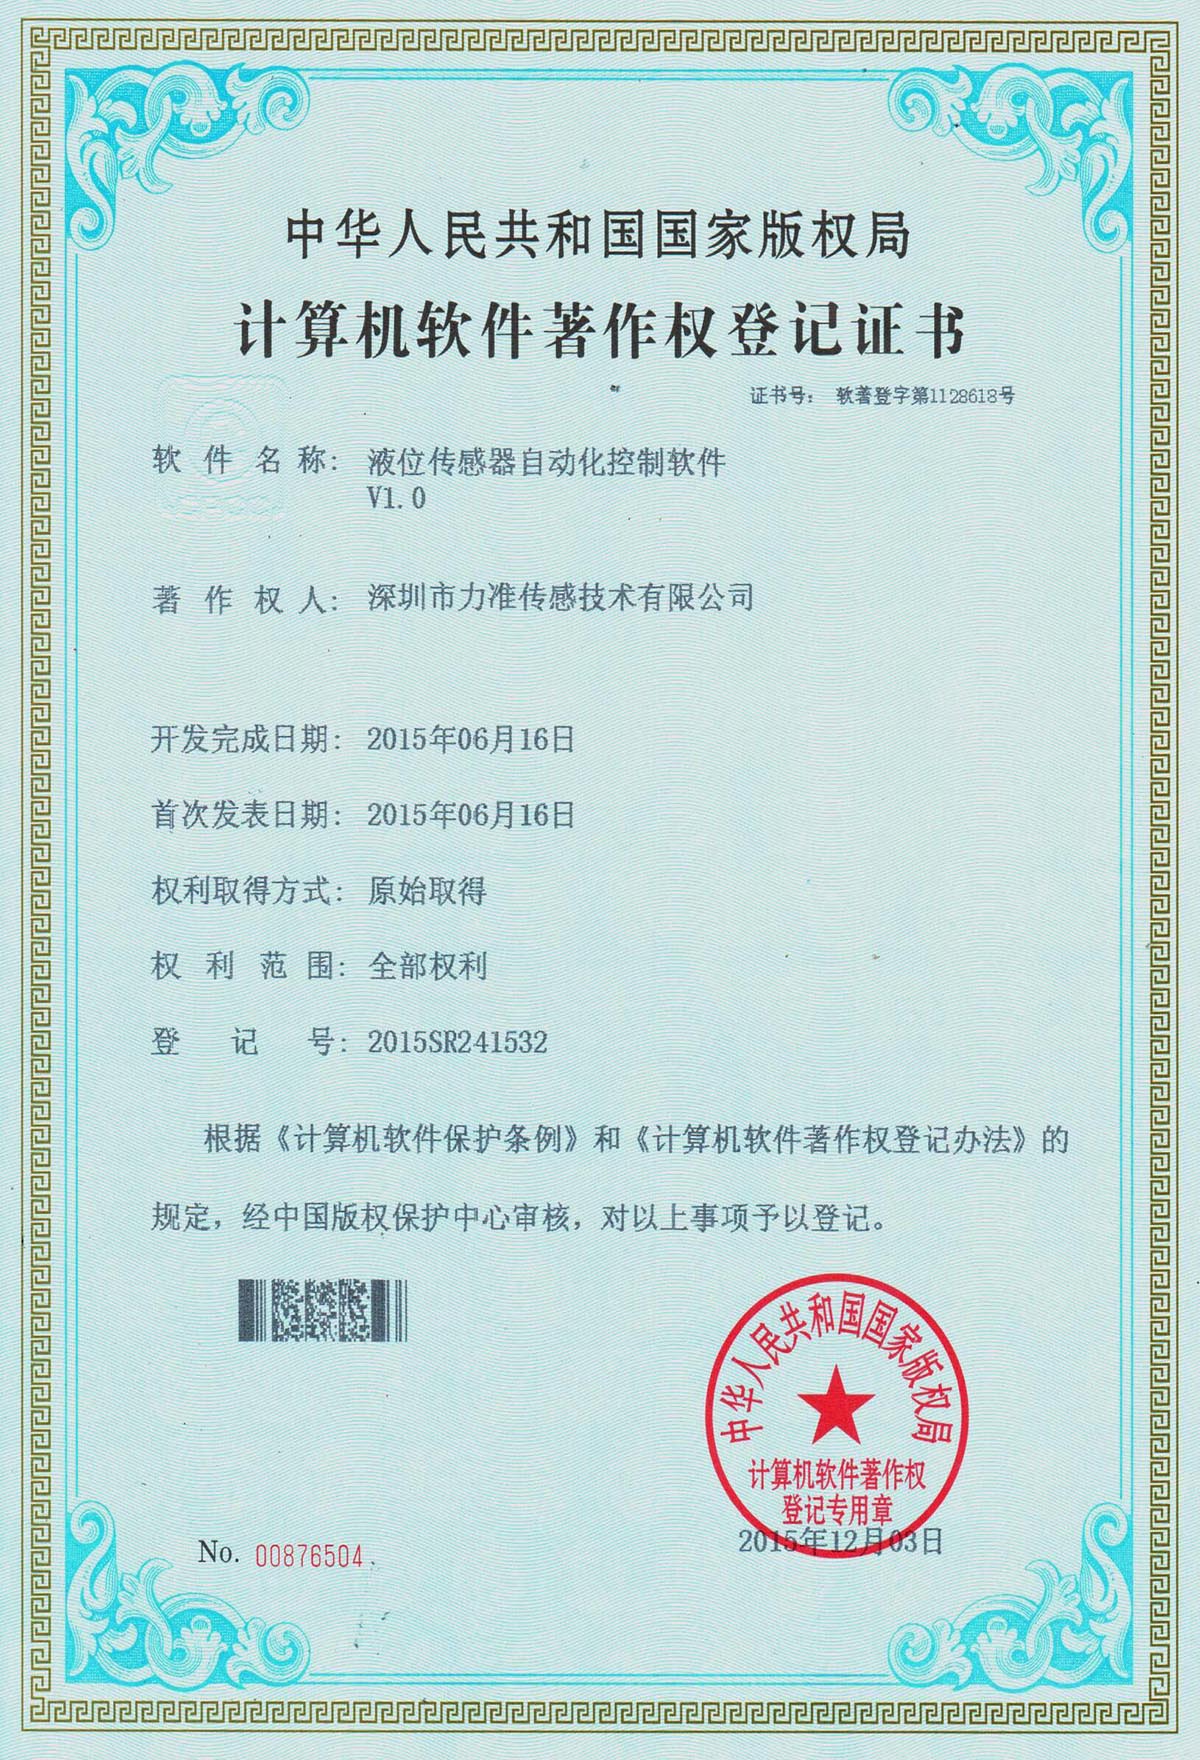 中华人民共和国国家版权局
计算机软件著作权登记证书
证书号： 软著登字第1128618号
软件名称： 液位传感器自动化控制软件
V1.0
著作权人： 深圳市力准传感技术有限公司
开发完成日期： 2015年06月16日
首次发表日期： 2015年06月16日
权利取得方式： 原始取得
权利范围： 全部权利
登记号： 2015SR241532
根据《计算机软件保护条例》和《计算机软件著作权登记办法》的
规定，经中国版权保护中心审核，对以上事项予以登记。
中华人民共和国国家版权局
计算机软件著作权
登记专用章
2015年12月03日
No. 00876504